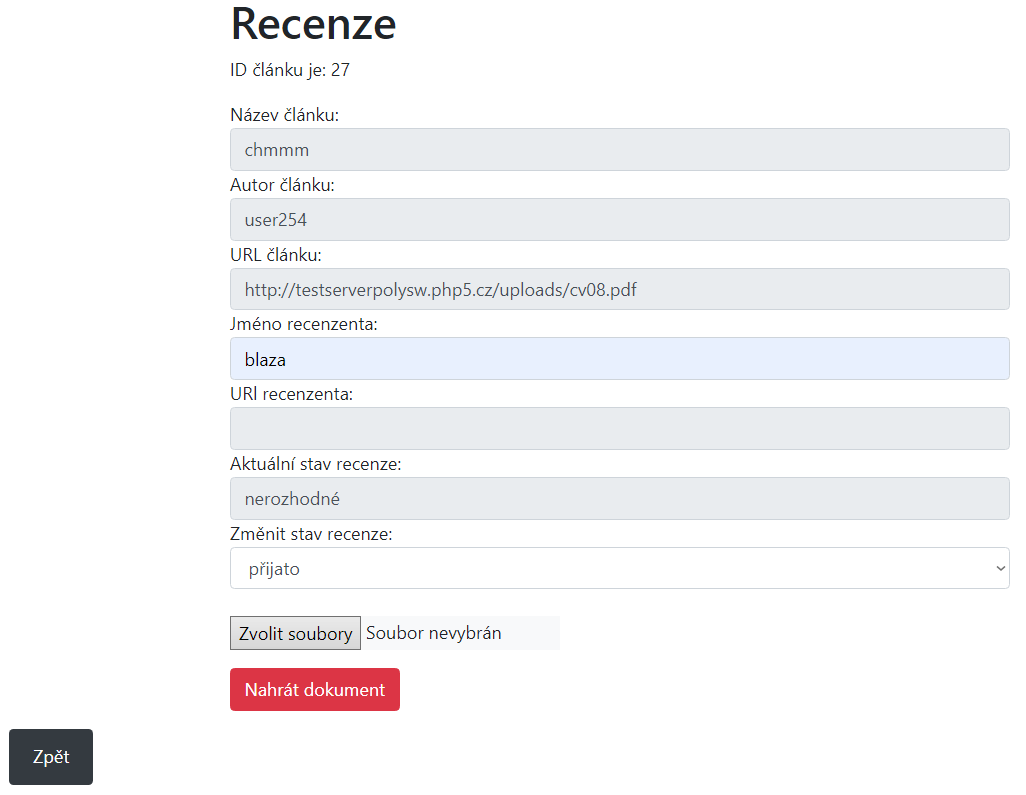 Recenze
ID článku je: 27
Název článku:
chmmm
Autor článku:
user254
URL článku:
http://testserverpolysw.php5.cz/uploads/cv08.pdf
Jméno recenzenta:
blaza
URl recenzenta:
Aktuální stav recenze:
nerozhodné
Změnit stav recenze:
přijato
Zvolit soubory Soubor nevybrán
Nahrát dokument
Zpět